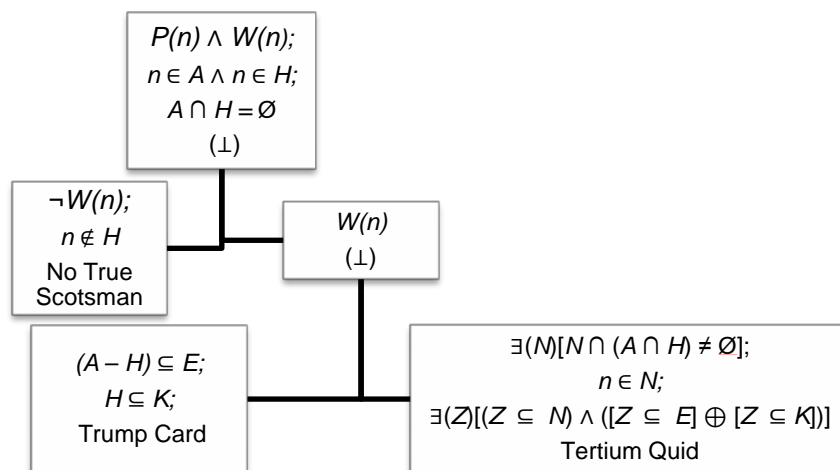 P(n) ∧ W(n);
n ∈ A ∧ n ∈ H;
A ∩ H = Ø
(⊥)
¬W(n);
n ∉ H
No True
Scotsman
W(n)
(⊥)
(A – H) ⊆ E;
H ⊆ K;
Trump Card
∃(N)[N ∩ (A ∩ H) ≠ Ø];
n ∈ N;
∃(Z)[(Z ⊆ N) ∧ ([Z ⊆ E] ⊕ [Z ⊆ K])]
Tertium Quid